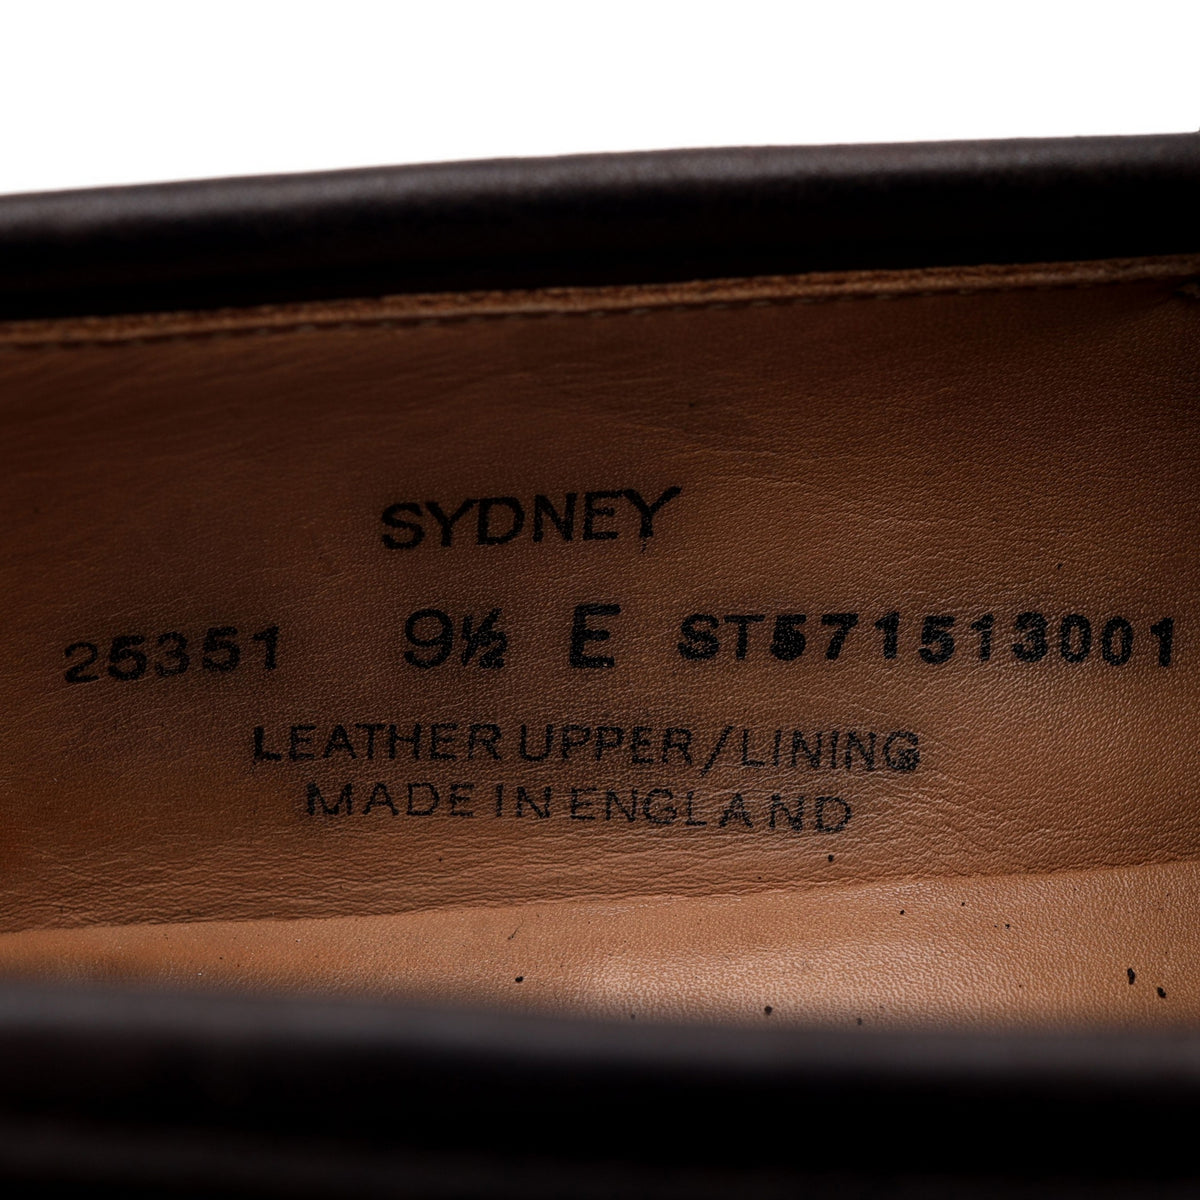 SYDNEY
25351 9½ E ST571513001
LEATHER UPPER/LINING
MADE IN ENGLAND